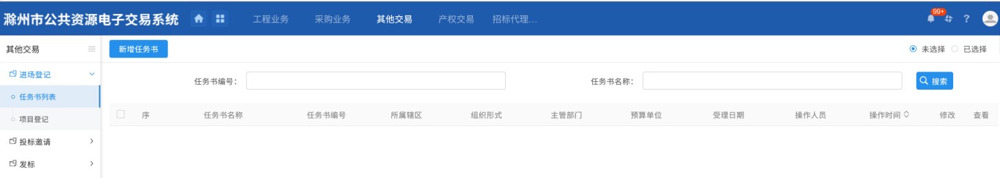 滁州市公共资源电子交易系统 工程业务 采购业务 其他交易 产权交易 招标代理... 99+ ?
其他交易 新增任务书 未选择 已选择
进场登记 任务书编号： 任务书名称： 搜索
任务书列表
项目登记 序 任务书名称 任务书编号 所属辖区 组织形式 主管部门 预算单位 受理日期 操作人员 操作时间 修改 查看
投标邀请
发标